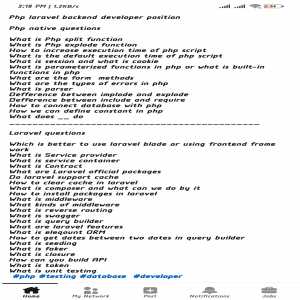 2:19 PM | 1.2KB/s
Php laravel backend developer position
Php native questions
What is Php split function
What is Php explode function
How to increase execution time of php script
What is the default execution time of php script
What is session and what is cookie
What is parameterized functions in php or what is built-in
functions in php
What are the form methods
What are the types of errors in php
What is parser
Defference between implode and explode
Defference between include and require
How to connect database with php
How we can define constant in php
What does __ do
Laravel questions
Which is better to use laravel blade or using frontend frame
work
What is Service provider
What is service container
What is Contract
What are Laravel official packages
Do laravel support cache
How to clear cache in laravel
What is composer and what can we do by it
How to install packages in laravel
What is middleware
What kinds of middleware
What is reverse routing
What is swagger
What is query builder
What are laravel features
What is eloquent ORM
How to get dates between two dates in query builder
What is seeding
What is faker
What is closure
How can you build API
What is token
What is unit testing
#php #testing #database #developer
Home
My Network
Post
Notifications
Jobs